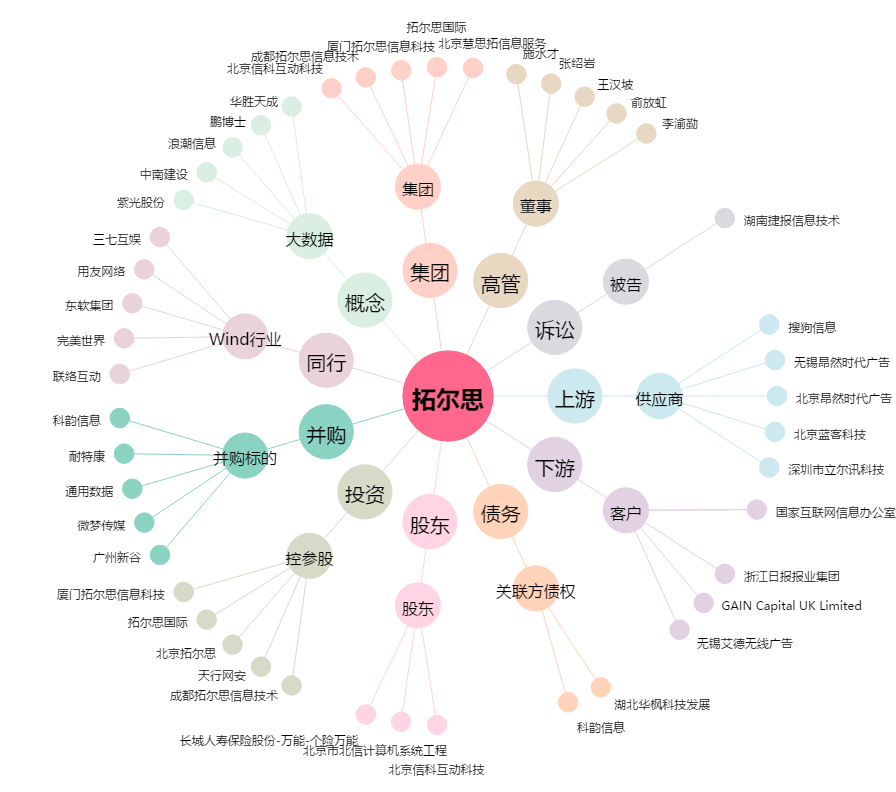 拓尔思国际
厦门拓尔思信息科技
北京慧思拓信息服务
成都拓尔思信息技术
北京信科互动科技
施水才
张绍岩
王汉坡
俞放虹
李渝勤
集团
集团
董事
高管
华胜天成
鹏博士
浪潮信息
中南建设
紫光股份
大数据
概念
湖南捷报信息技术
被告
诉讼
三七互娱
用友网络
东软集团
完美世界
联络互动
Wind行业
同行
拓尔思
上游
供应商
搜狗信息
无锡昂然时代广告
北京昂然时代广告
北京蓝客科技
深圳市立尔讯科技
科韵信息
耐特康
通用数据
微梦传媒
广州新谷
并购标的
并购
下游
客户
国家互联网信息办公室
浙江日报报业集团
GAIN Capital UK Limited
无锡艾德无线广告
投资
控参股
厦门拓尔思信息科技
拓尔思国际
北京拓尔思
天行网安
成都拓尔思信息技术
股东
股东
长城人寿保险股份-万能-个险万能
北京市北信计算机系统工程
北京信科互动科技
债务
关联方债权
湖北华枫科技发展
科韵信息